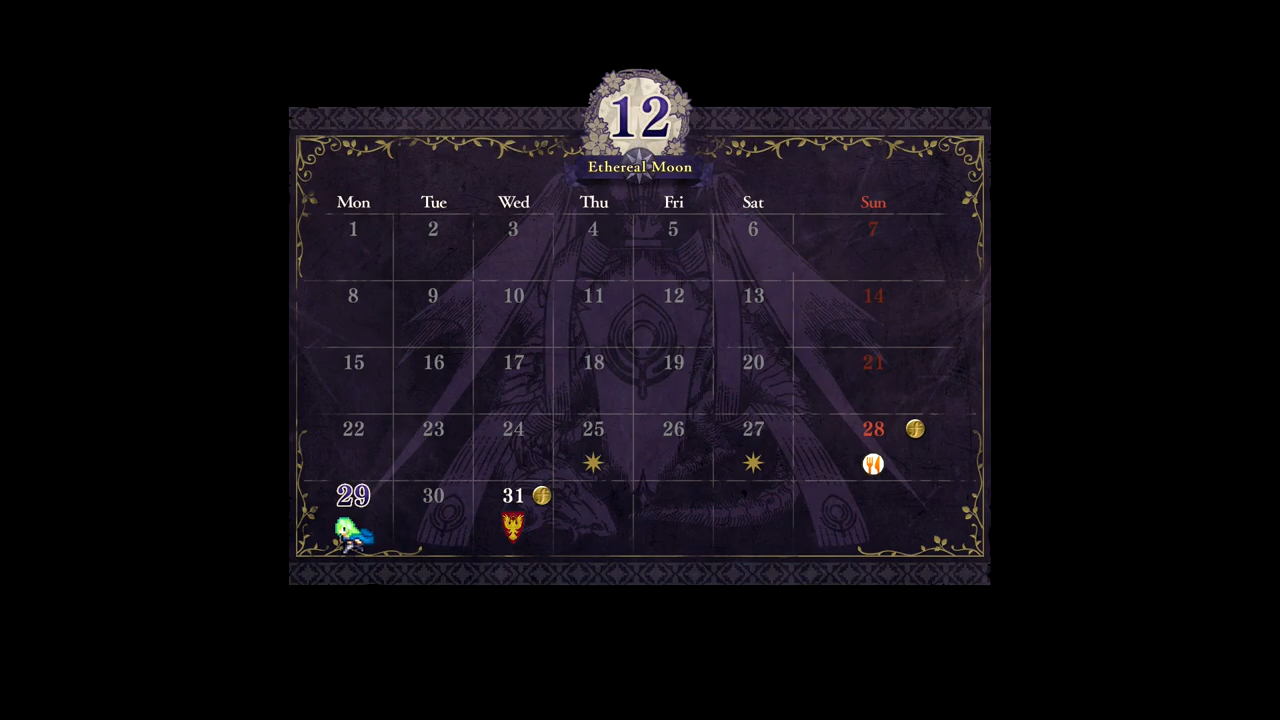 12
Ethereal Moon
Mon Tue Wed Thu Fri Sat Sun
1 2 3 4 5 6 7
8 9 10 11 12 13 14
15 16 17 18 19 20 21
22 23 24 25 26 27 28
29 30 31